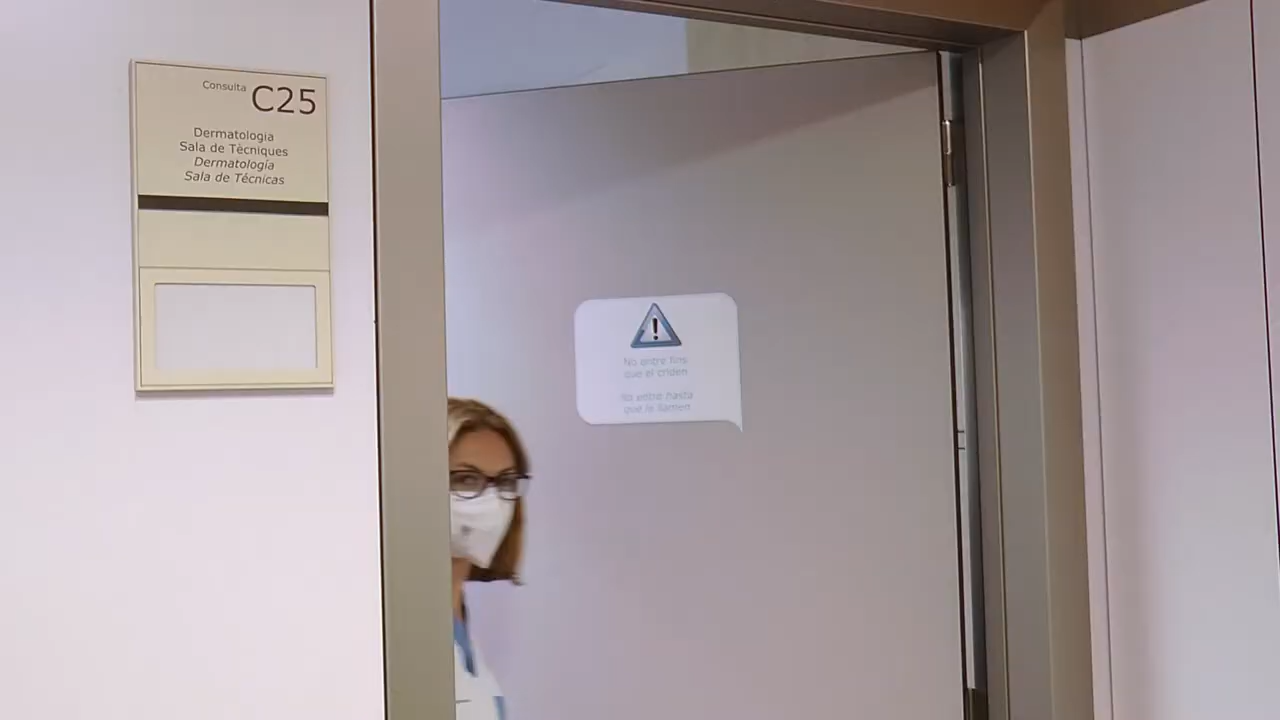 Consulta C25
Dermatologia
Sala de Tècniques
Dermatología
Sala de Técnicas
No entre fins
que el criden
No entre hasta
que le llamen